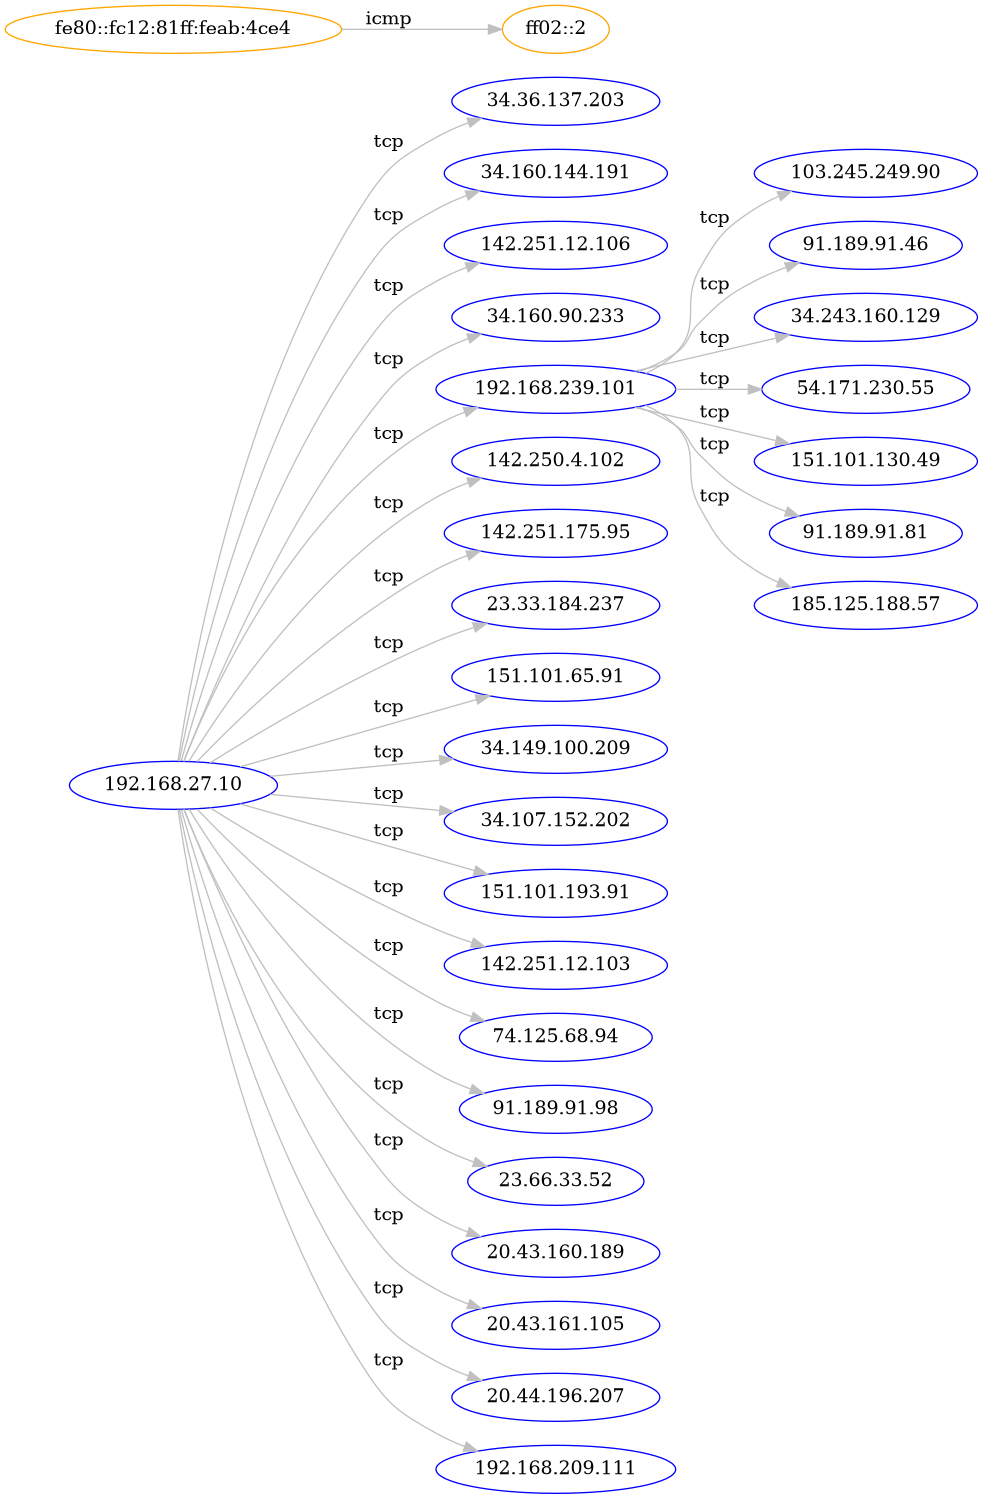 fe80::fc12:81ff:feab:4ce4
icmp
ff02::2
34.36.137.203
tcp
34.160.144.191
tcp
142.251.12.106
tcp
34.160.90.233
tcp
192.168.239.101
tcp
142.250.4.102
tcp
142.251.175.95
tcp
23.33.184.237
tcp
151.101.65.91
tcp
34.149.100.209
tcp
192.168.27.10
34.107.152.202
tcp
151.101.193.91
tcp
142.251.12.103
tcp
74.125.68.94
tcp
91.189.91.98
tcp
23.66.33.52
tcp
20.43.160.189
tcp
20.43.161.105
tcp
20.44.196.207
tcp
192.168.209.111
tcp
103.245.249.90
tcp
91.189.91.46
tcp
34.243.160.129
tcp
54.171.230.55
tcp
151.101.130.49
tcp
91.189.91.81
tcp
185.125.188.57
tcp